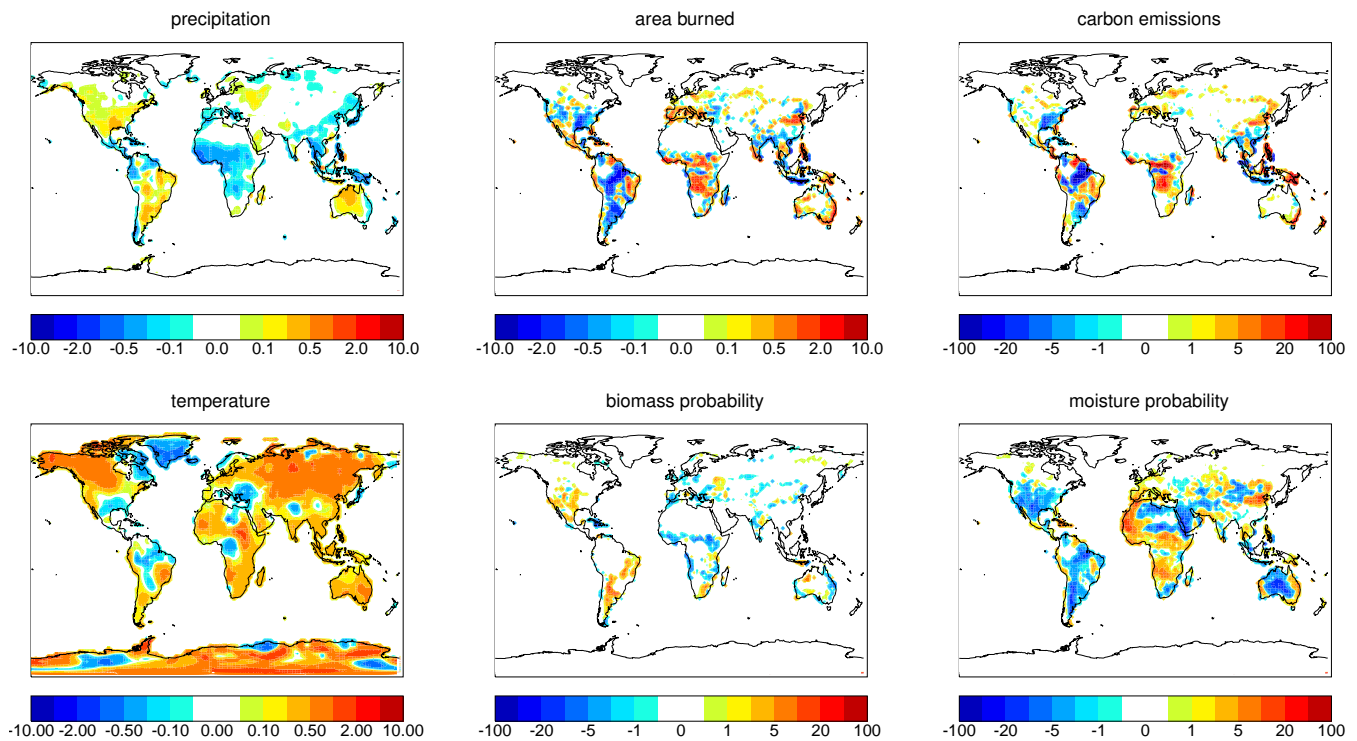 precipitation
area burned
carbon emissions
-10.0 -2.0 -0.5 -0.1 0.0 0.1 0.5 2.0 10.0
-10.0 -2.0 -0.5 -0.1 0.0 0.1 0.5 2.0 10.0
-100 -20 -5 -1 0 1 5 20 100
temperature
biomass probability
moisture probability
-10.00 -2.00 -0.50 -0.10 0.00 0.10 0.50 2.00 10.00
-100 -20 -5 -1 0 1 5 20 100
-100 -20 -5 -1 0 1 5 20 100